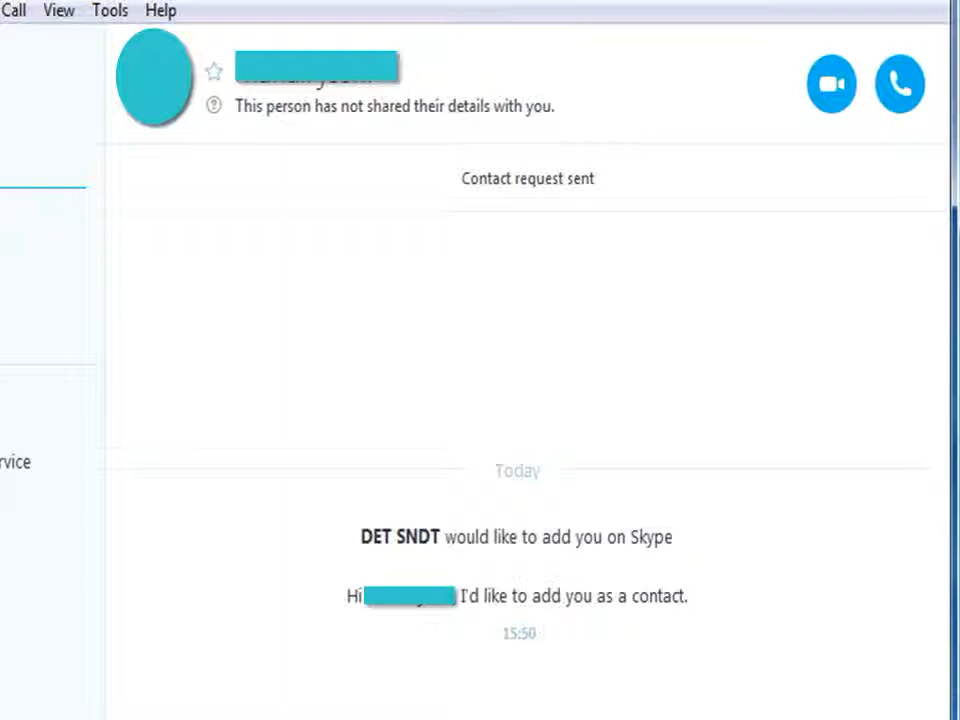 Call View Tools Help
This person has not shared their details with you.
Contact request sent
rvice
Today
DET SNDT would like to add you on Skype
Hi I'd like to add you as a contact.
15:50